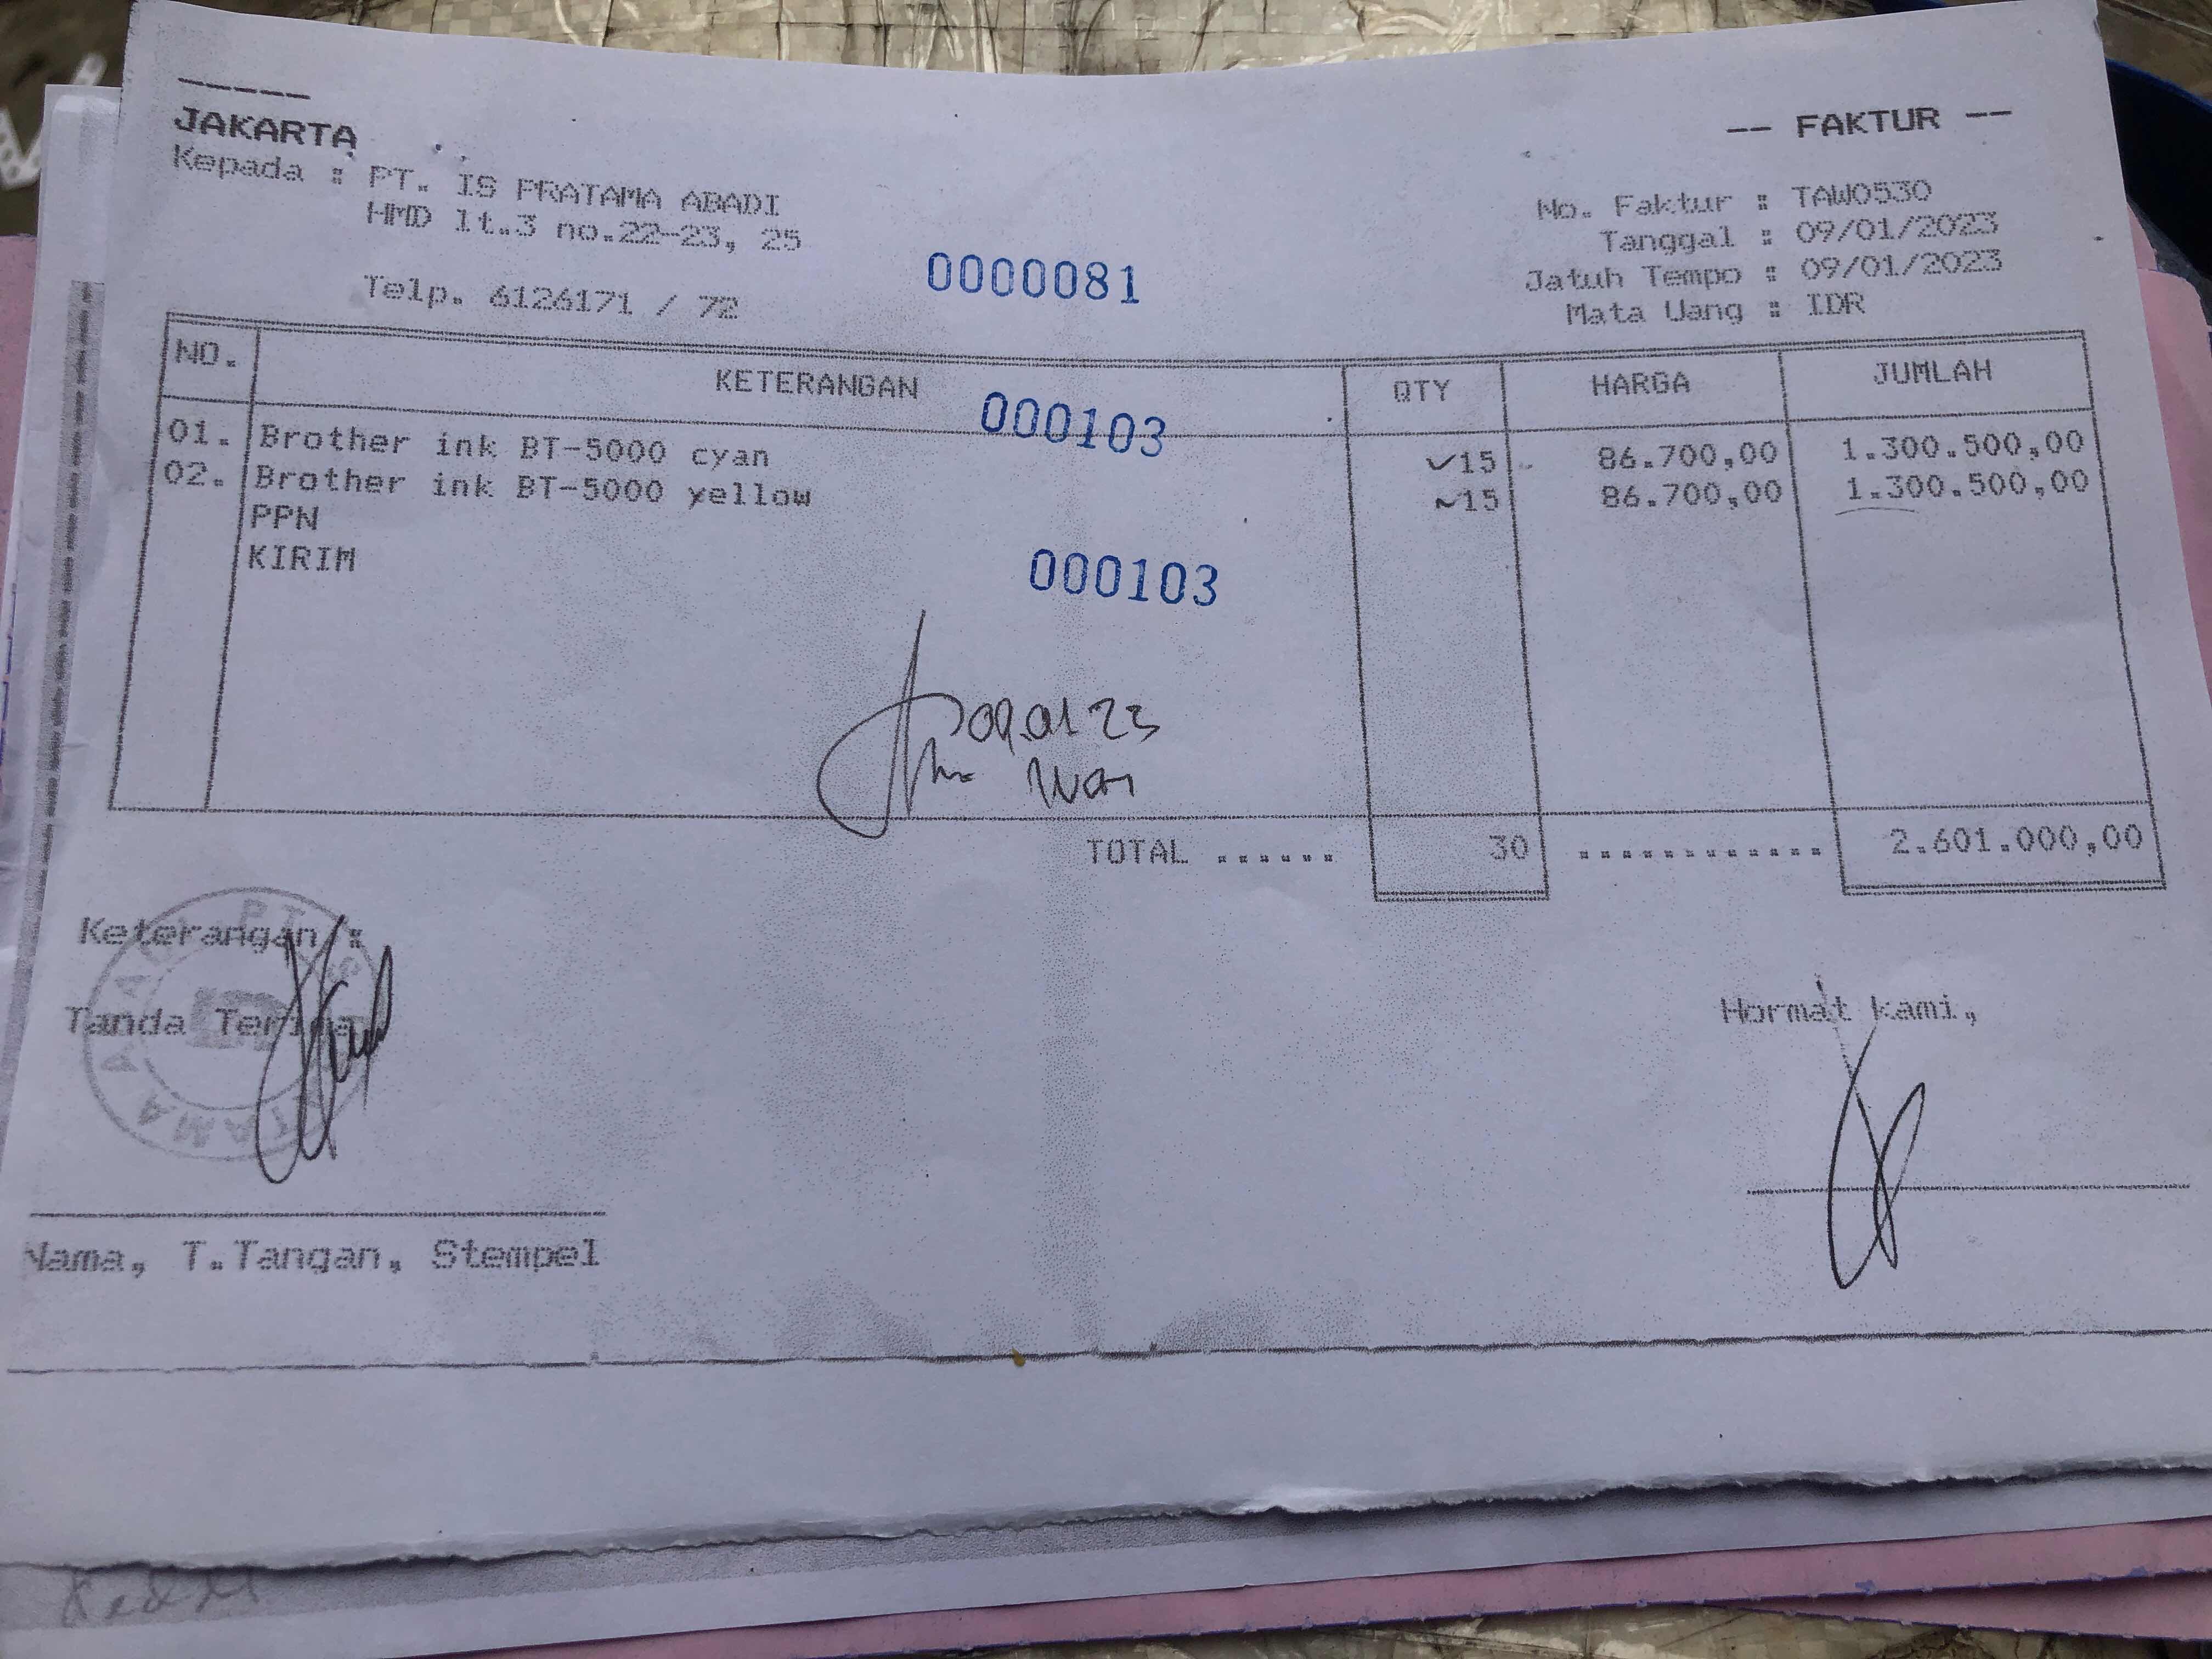 -----
JAKARTA
-- FAKTUR --
Kepada : PT. IS PRATAMA ABADI
HMD lt.3 no.22-23, 25
Telp. 6126171 / 72
0000081
No. Faktur : TAW0530
Tanggal : 09/01/2023
Jatuh Tempo : 09/01/2023
Mata Uang : IDR
NO. KETERANGAN QTY HARGA JUMLAH
000103
01. Brother ink BT-5000 cyan 15 86.700,00 1.300.500,00
02. Brother ink BT-5000 yellow 15 86.700,00 1.300.500,00
PPN
KIRIM
000103
09.01 23
TOTAL ...... 30 ............ 2.601.000,00
Keterangan :
Tanda Terima
Hormat kami,
Nama, T.Tangan, Stempel